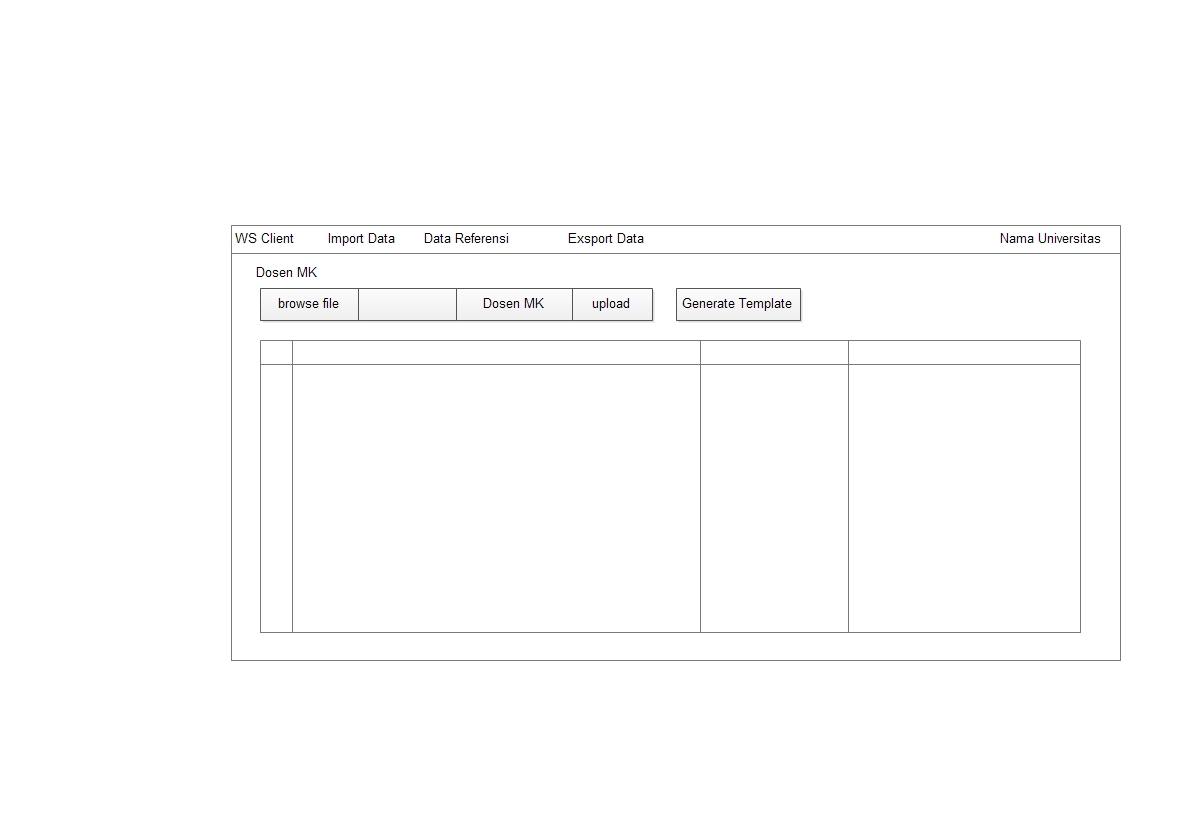 WS Client Import Data Data Referensi Exsport Data Nama Universitas
Dosen MK
browse file Dosen MK upload Generate Template